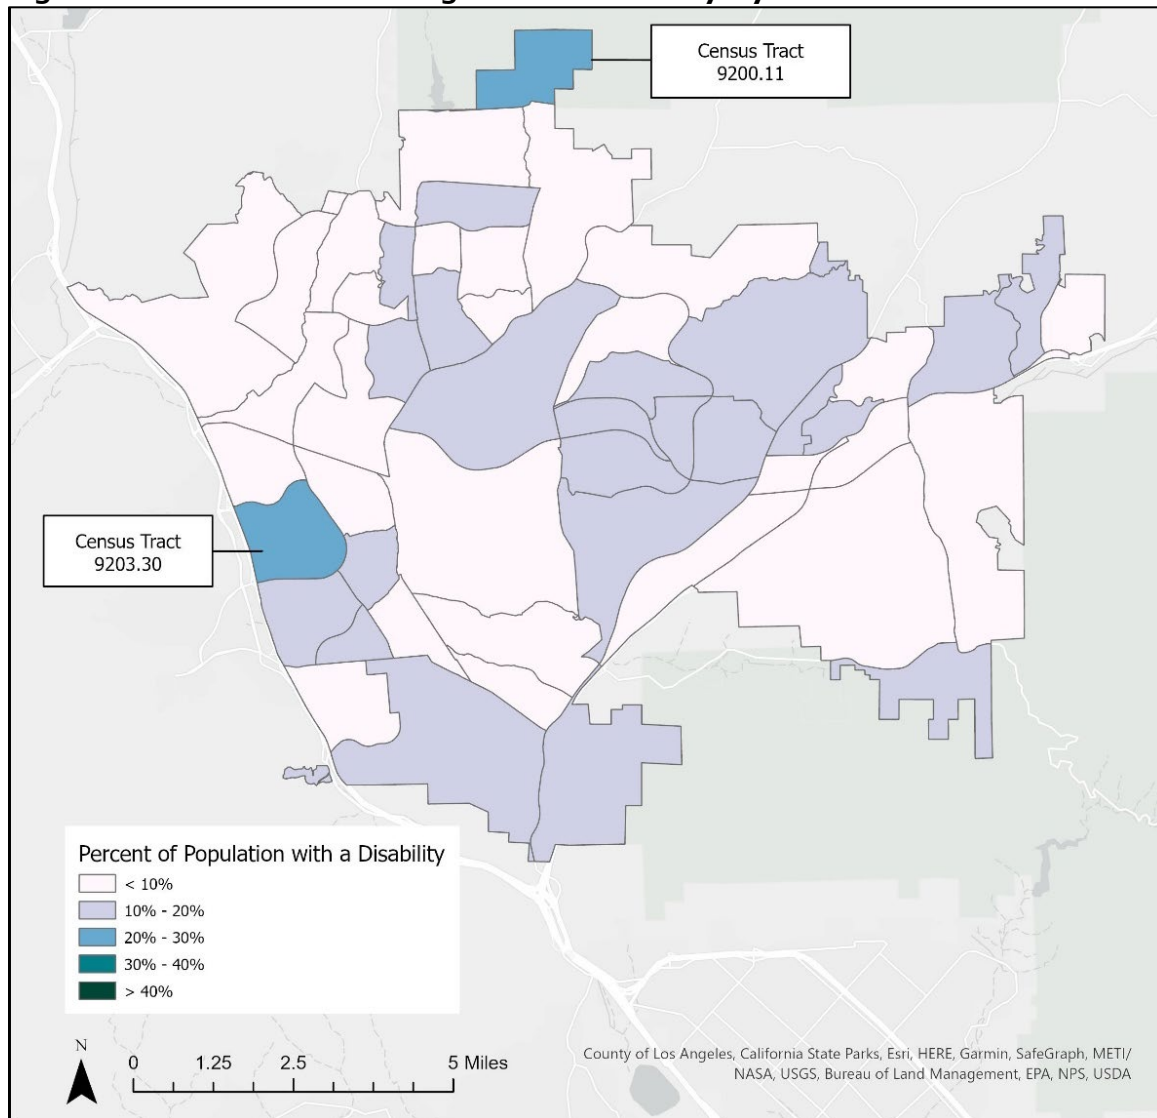 Census Tract
9200.11
Census Tract
9203.30
Percent of Population with a Disability
< 10%
10% - 20%
20% - 30%
30% - 40%
> 40%
N
0 1.25 2.5 5 Miles
County of Los Angeles, California State Parks, Esri, HERE, Garmin, SafeGraph, METI/
NASA, USGS, Bureau of Land Management, EPA, NPS, USDA